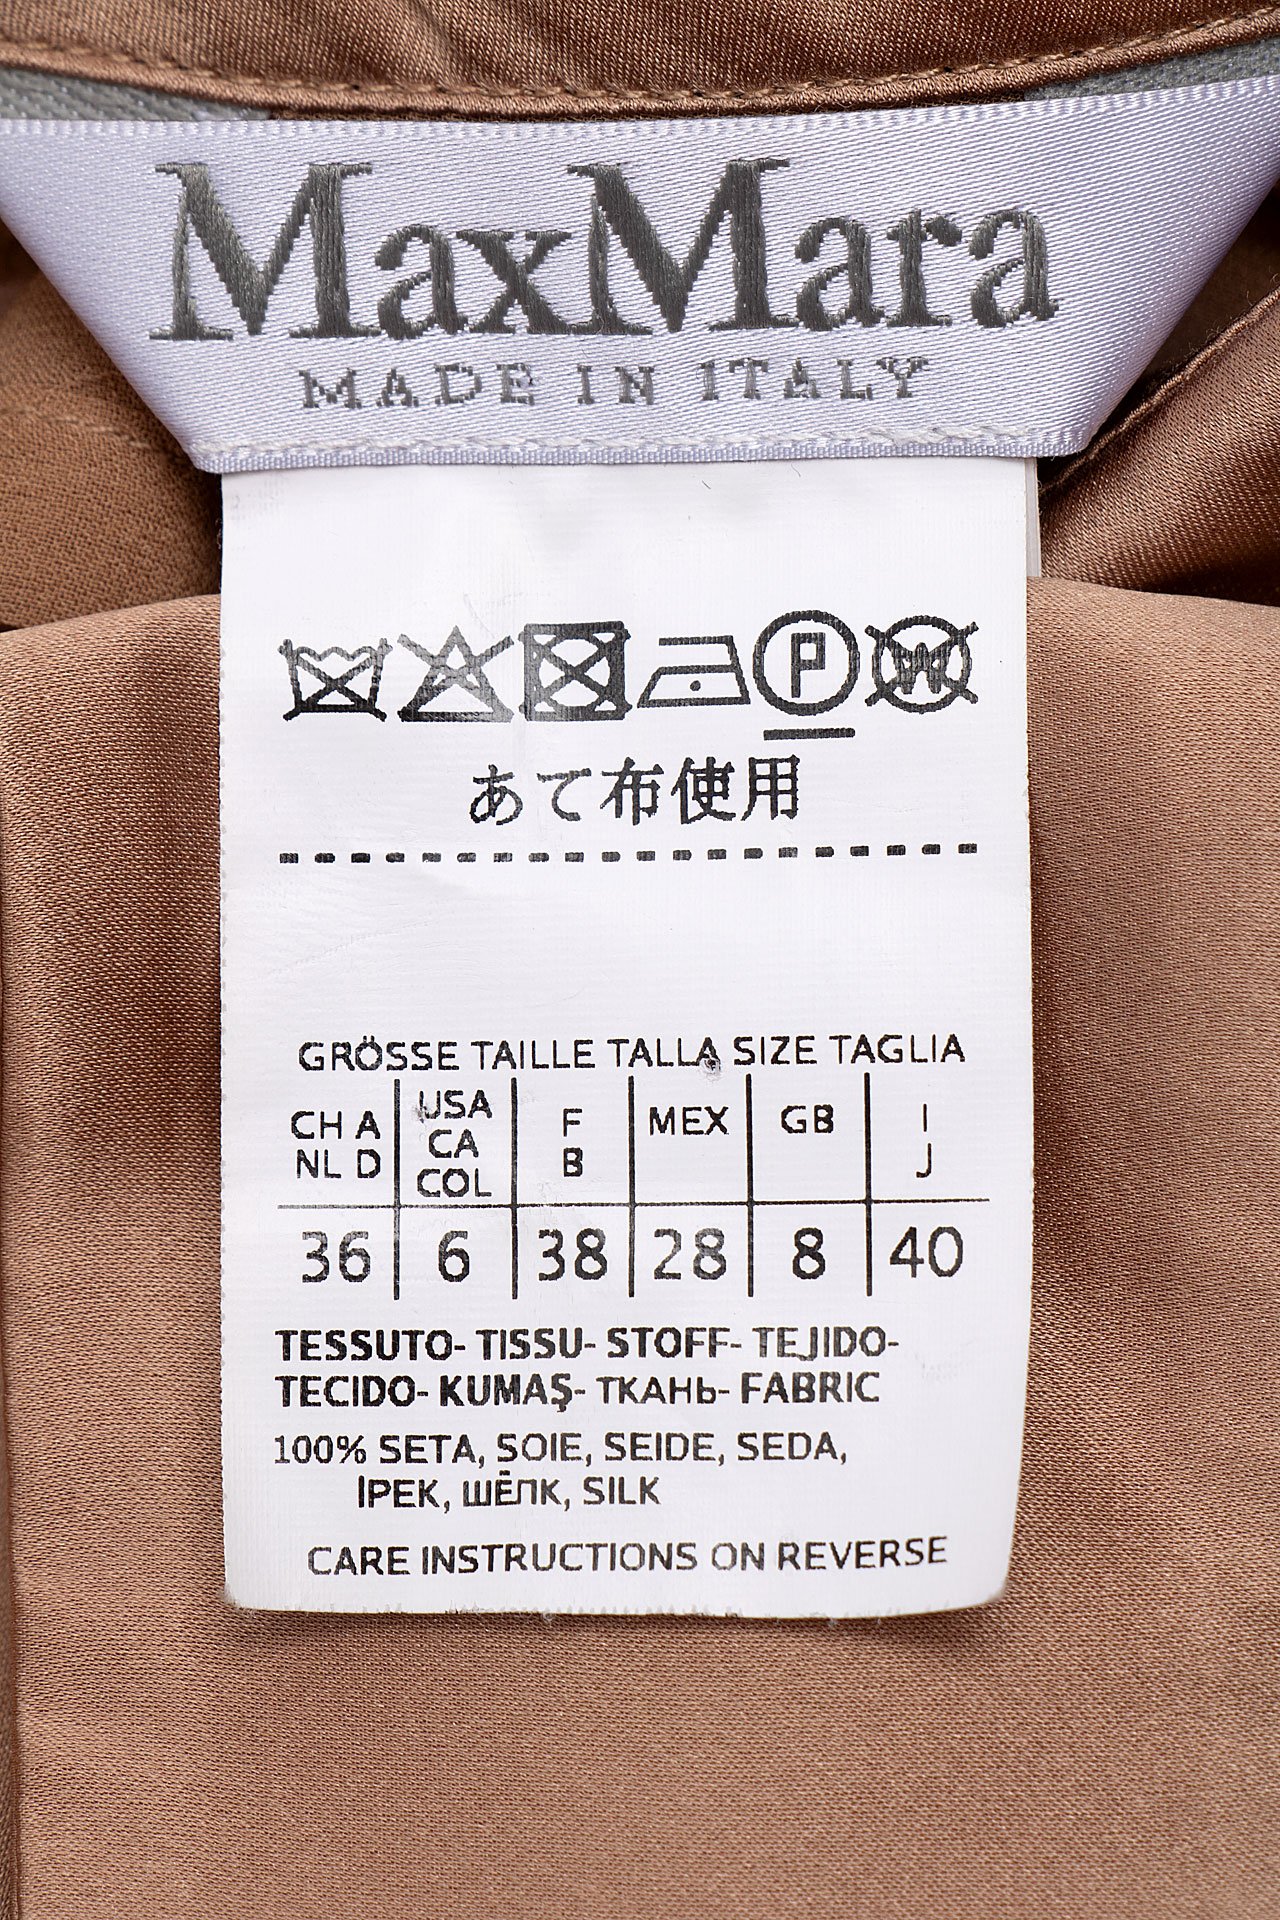 MaxMara
MADE IN ITALY
P W
あて布使用
GRÖSSE TAILLE TALLA SIZE TAGLIA
CH A NL D USA CA COL F B MEX GB I J
36 6 38 28 8 40
TESSUTO- TISSU- STOFF- TEJIDO-
TECIDO- KUMAŞ- ТКАНЬ- FABRIC
100% SETA, SOIE, SEIDE, SEDA,
İPEK, ШЁЛК, SILK
CARE INSTRUCTIONS ON REVERSE